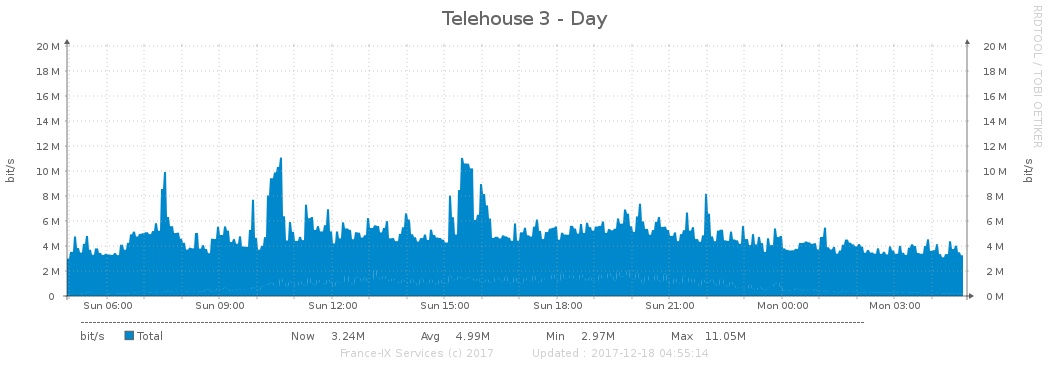 Telehouse 3 - Day
RRDTOOL / TOBI OETIKER
20 M 20 M
18 M 18 M
16 M 16 M
14 M 14 M
12 M 12 M
10 M 10 M
8 M 8 M
6 M 6 M
4 M 4 M
2 M 2 M
0 0 M
bit/s bit/s
Sun 06:00 Sun 09:00 Sun 12:00 Sun 15:00 Sun 18:00 Sun 21:00 Mon 00:00 Mon 03:00
bit/s Total Now 3.24M Avg 4.99M Min 2.97M Max 11.05M
France-IX Services (c) 2017 Updated : 2017-12-18 04:55:14